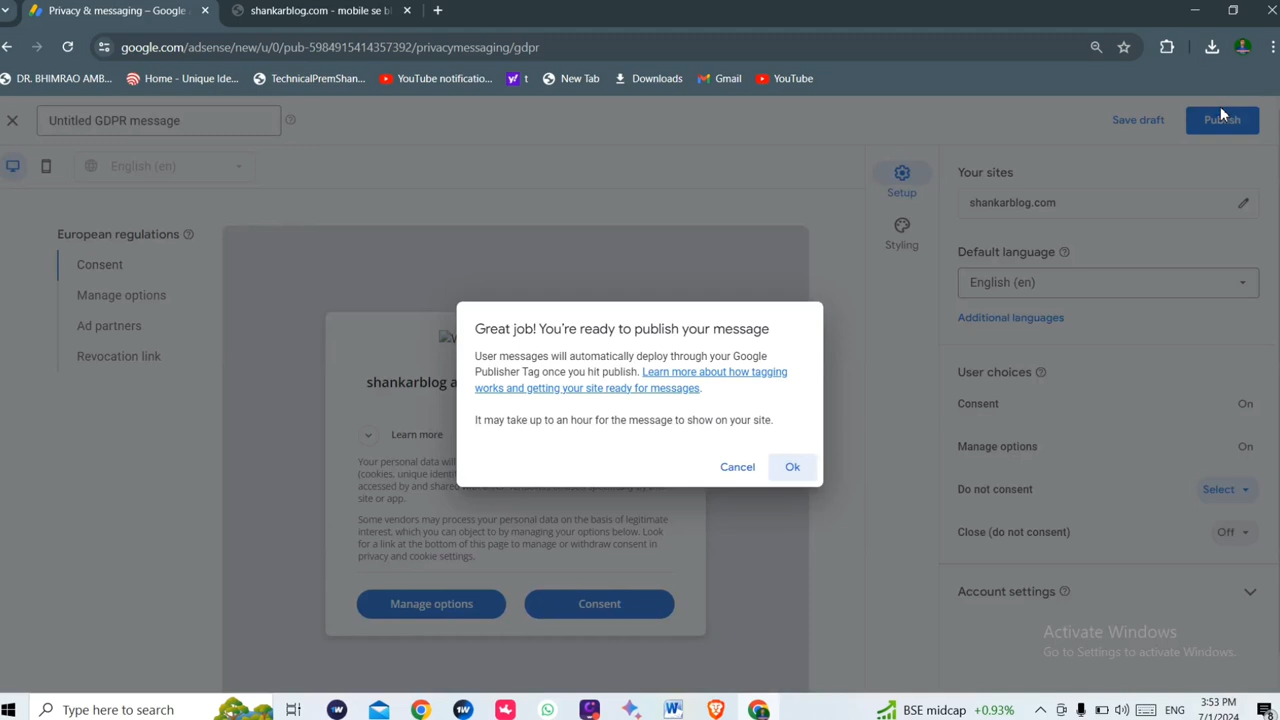 Privacy & messaging – Google
shankarblog.com - mobile se b
google.com/adsense/new/u/0/pub-5984915414357392/privacymessaging/gdpr
DR. BHIMRAO AMB...
Home - Unique Ide...
TechnicalPremShan...
YouTube notificatio...
t
New Tab
Downloads
Gmail
YouTube
Untitled GDPR message
Save draft
Publish
English (en)
Setup
Styling
European regulations
Consent
Manage options
Ad partners
Revocation link
Your sites
shankarblog.com
Default language
English (en)
Additional languages
User choices
Consent
On
Manage options
On
Do not consent
Select
Close (do not consent)
Off
Account settings
Great job! You're ready to publish your message
User messages will automatically deploy through your Google
Publisher Tag once you hit publish. Learn more about how tagging
works and getting your site ready for messages.
It may take up to an hour for the message to show on your site.
Cancel
Ok
shankarblog a
Learn more
Your personal data will
(cookies, unique identi
accessed by and shared
site or app.
Some vendors may process your personal data on the basis of legitimate
interest, which you can object to by managing your options below. Look
for a link at the bottom of this page to manage or withdraw consent in
privacy and cookie settings.
Manage options
Consent
Activate Windows
Go to Settings to activate Windows.
Type here to search
BSE midcap +0.93%
ENG
3:53 PM
7/1/2024